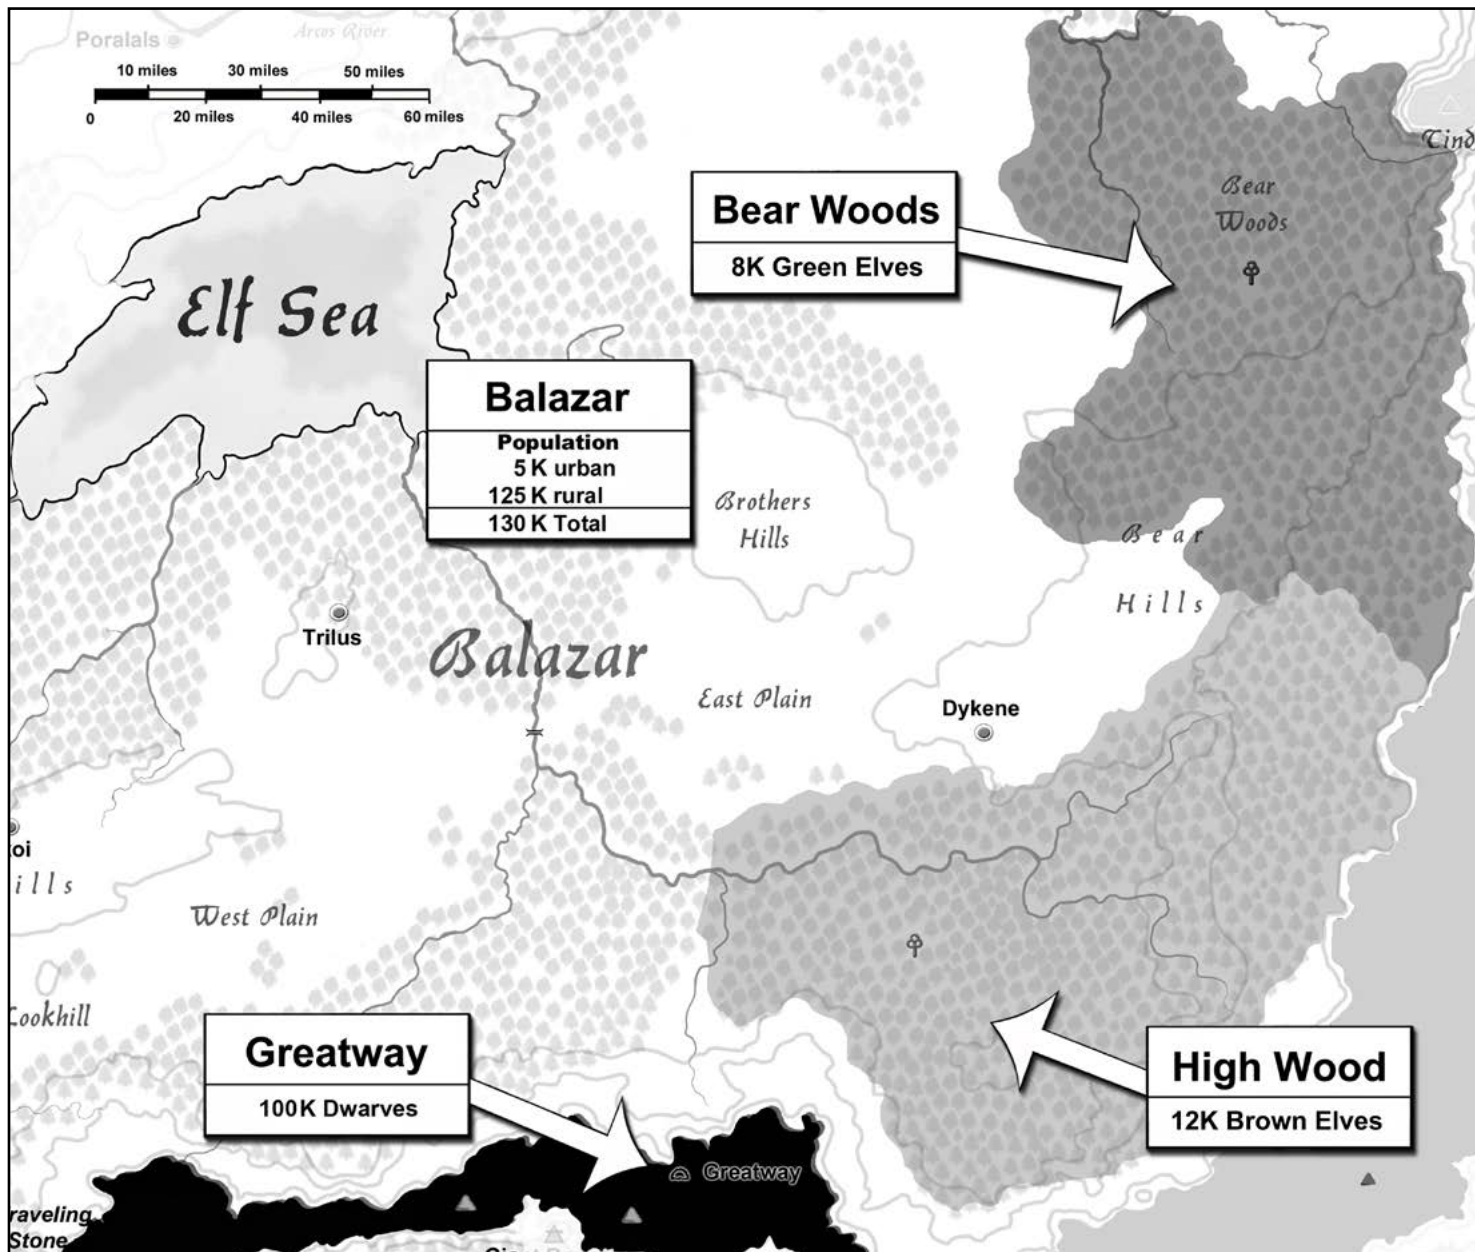 Poralals
Arcos River
10 miles 30 miles 50 miles
0 20 miles 40 miles 60 miles
Bear
Woods
Bear Woods
8K Green Elves
Elf Sea
Balazar
Population
5 K urban
125 K rural
130 K Total
Brothers
Hills
Bear
Hills
Trilus
Balazar
East Plain
Dykene
oi
ills
West Plain
Lookhill
Greatway
100K Dwarves
High Wood
12K Brown Elves
Greatway
raveling
Stone